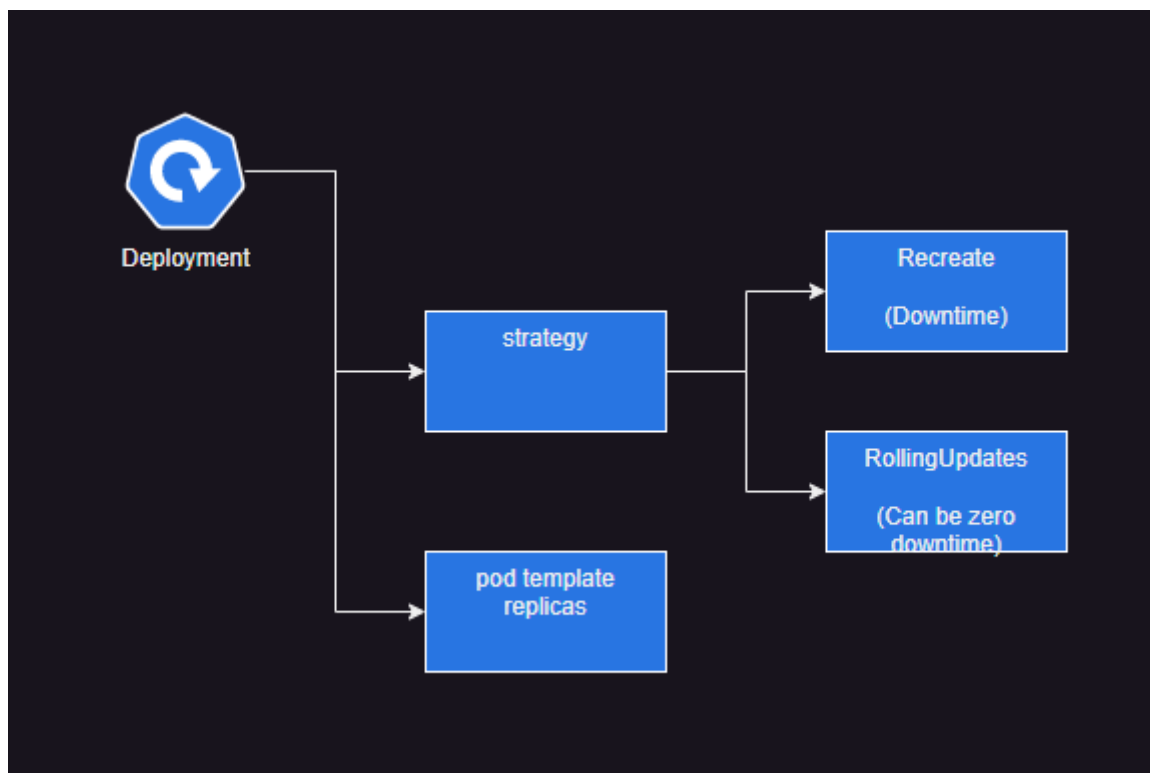 Deployment
strategy
pod template
replicas
Recreate
(Downtime)
RollingUpdates
(Can be zero
downtime)